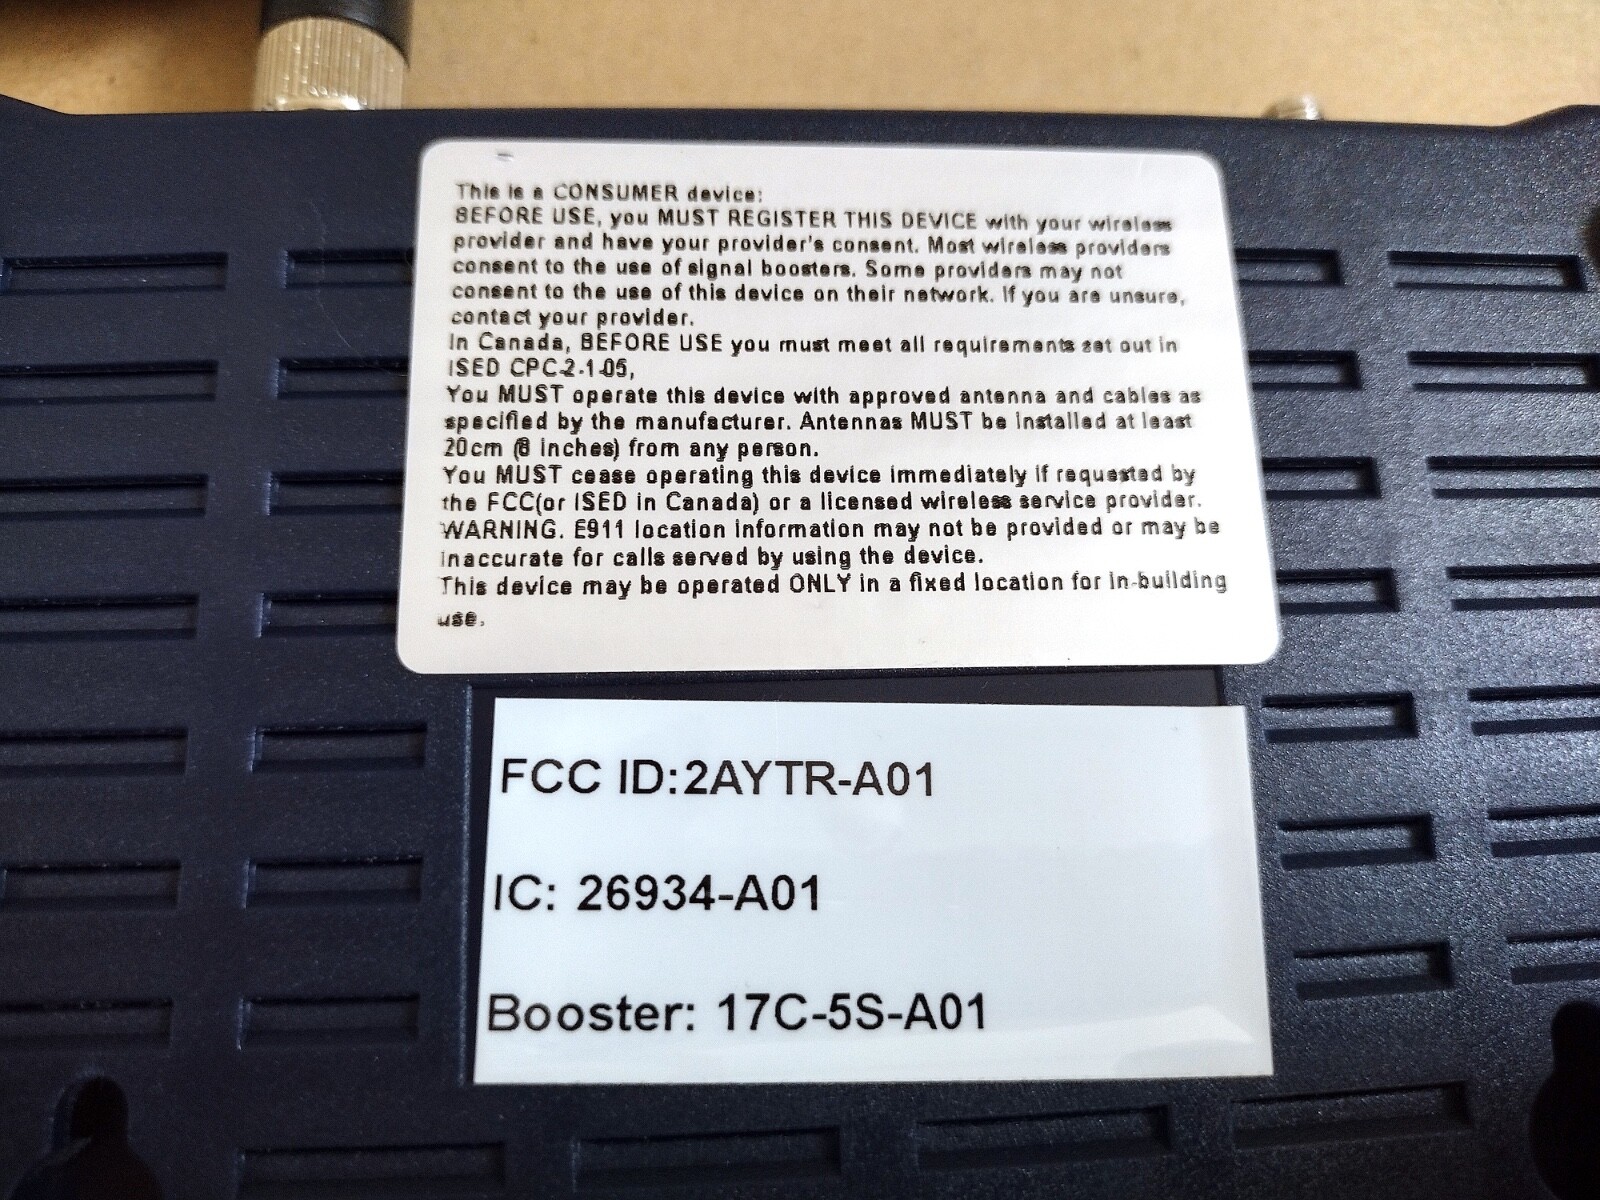 This is a CONSUMER device:
BEFORE USE, you MUST REGISTER THIS DEVICE with your wireless
provider and have your provider's consent. Most wireless providers
consent to the use of signal boosters. Some providers may not
consent to the use of this device on their network. If you are unsure,
contact your provider.
In Canada, BEFORE USE you must meet all requirements set out in
ISED CPC-2-1-05,
You MUST operate this device with approved antenna and cables as
specified by the manufacturer. Antennas MUST be installed at least
20cm (8 inches) from any person.
You MUST cease operating this device immediately if requested by
the FCC(or ISED in Canada) or a licensed wireless service provider.
WARNING. E911 location information may not be provided or may be
inaccurate for calls served by using the device.
This device may be operated ONLY in a fixed location for in-building
use.
FCC ID:2AYTR-A01
IC: 26934-A01
Booster: 17C-5S-A01